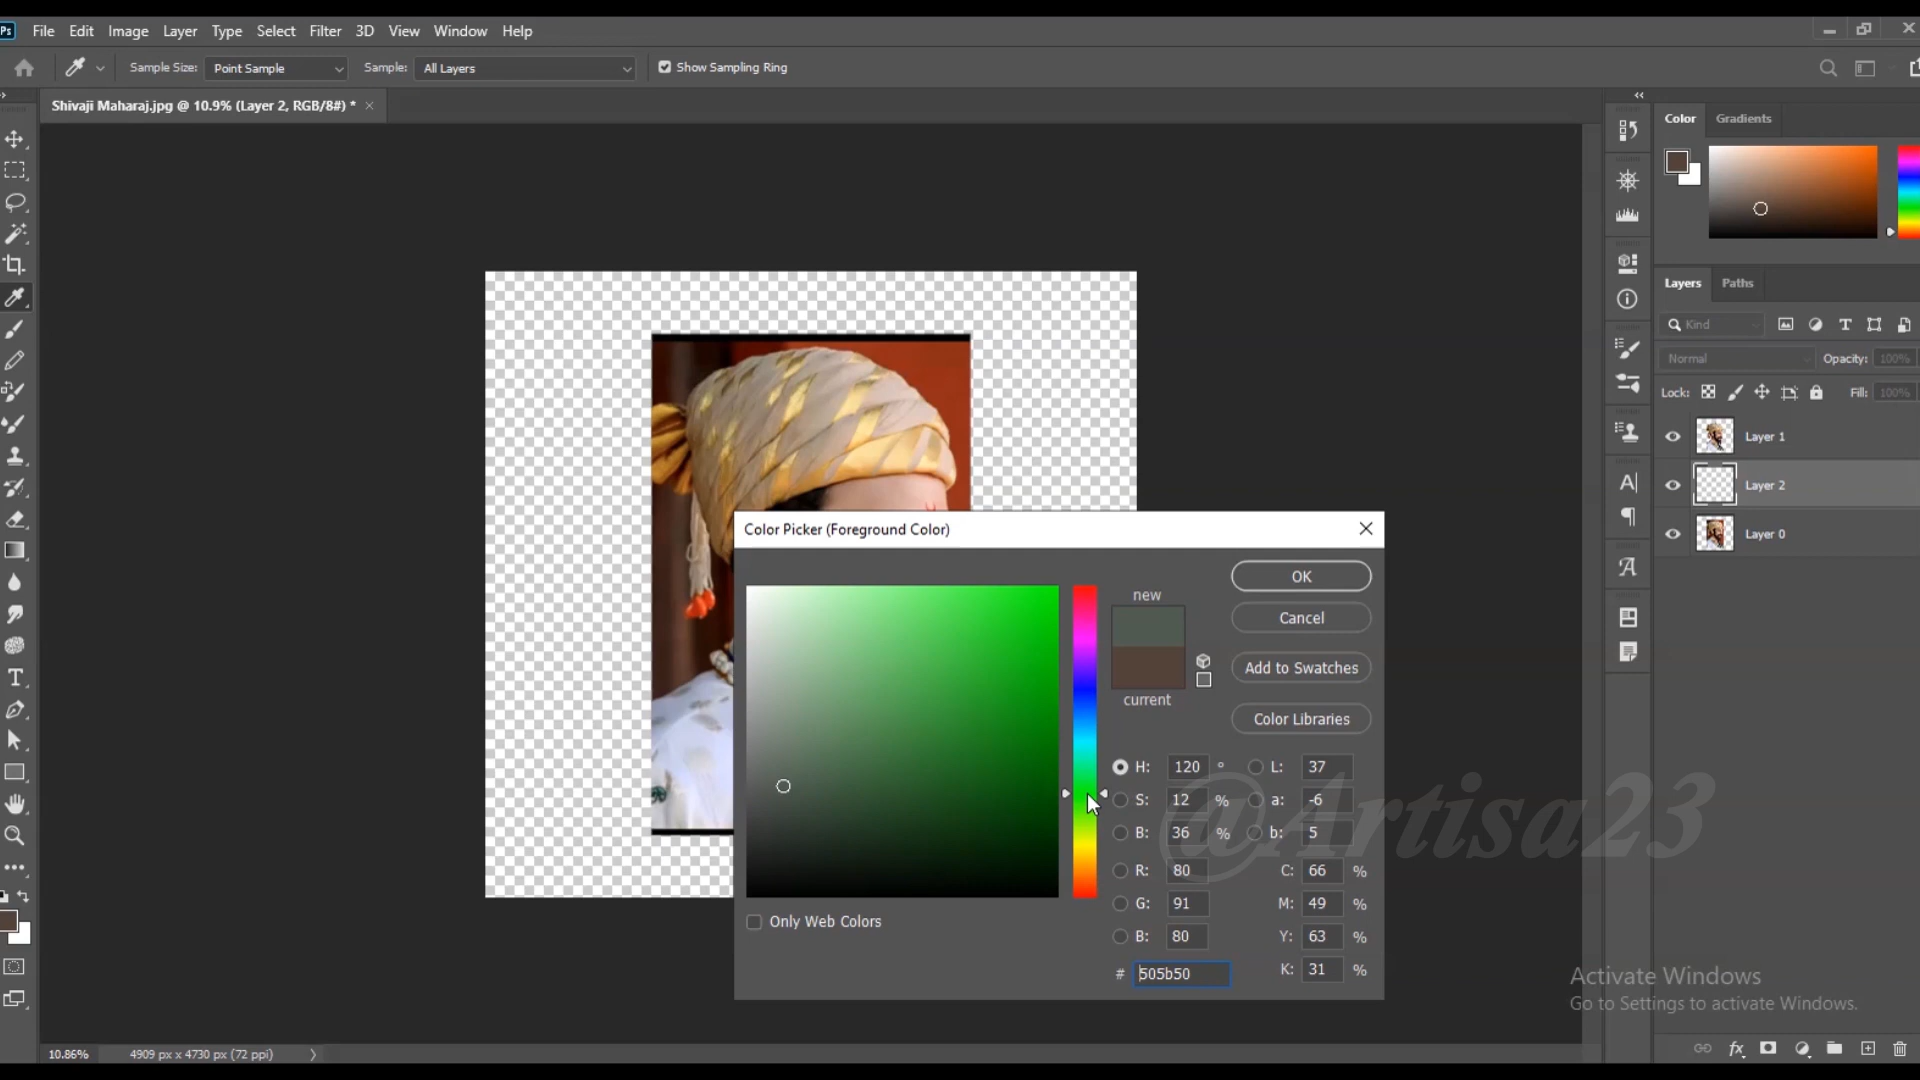 Ps File Edit Image Layer Type Select Filter 3D View Window Help
Sample Size: Point Sample Sample: All Layers Show Sampling Ring
Shivaji Maharaj.jpg @ 10.9% (Layer 2, RGB/8#) *
Color Gradients
Layers Paths
Kind
Normal Opacity: 100%
Lock: Fill: 100%
Layer 1
Layer 2
Layer 0
Color Picker (Foreground Color)
new
current
OK
Cancel
Add to Swatches
Color Libraries
H: 120 ° L: 37
S: 12 % a: -6
B: 36 % b: 5
R: 80 C: 66 %
G: 91 M: 49 %
B: 80 Y: 63 %
# 505b50 K: 31 %
Only Web Colors
@Artisa23
Activate Windows
Go to Settings to activate Windows.
10.86% 4909 px x 4730 px (72 ppi)